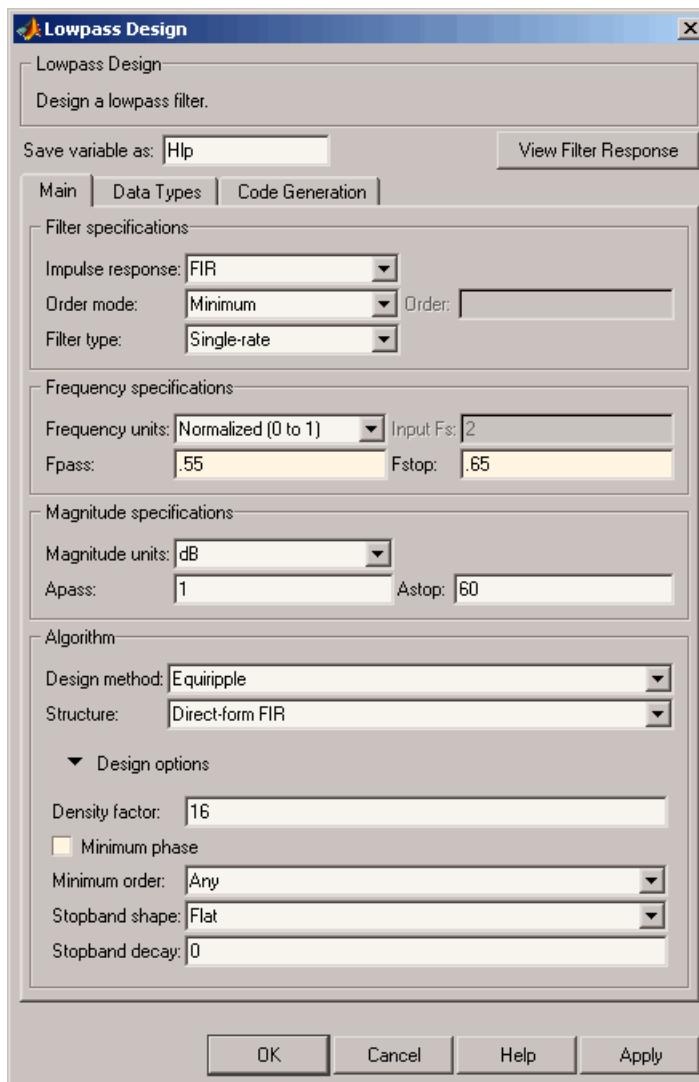 Lowpass Design
Lowpass Design
Design a lowpass filter.
Save variable as: Hlp View Filter Response
Main Data Types Code Generation
Filter specifications
Impulse response: FIR
Order mode: Minimum Order:
Filter type: Single-rate
Frequency specifications
Frequency units: Normalized (0 to 1) Input Fs: 2
Fpass: .55 Fstop: .65
Magnitude specifications
Magnitude units: dB
Apass: 1 Astop: 60
Algorithm
Design method: Equiripple
Structure: Direct-form FIR
Design options
Density factor: 16
Minimum phase
Minimum order: Any
Stopband shape: Flat
Stopband decay: 0
OK Cancel Help Apply